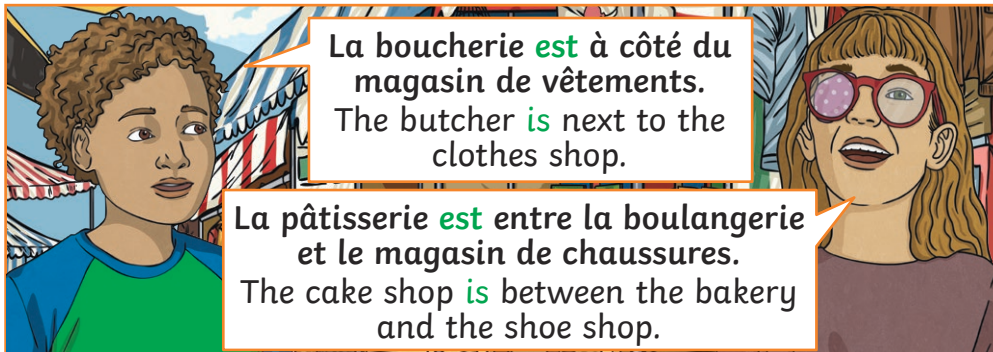 La boucherie est à côté du
magasin de vêtements.
The butcher is next to the
clothes shop.
La pâtisserie est entre la boulangerie
et le magasin de chaussures.
The cake shop is between the bakery
and the shoe shop.